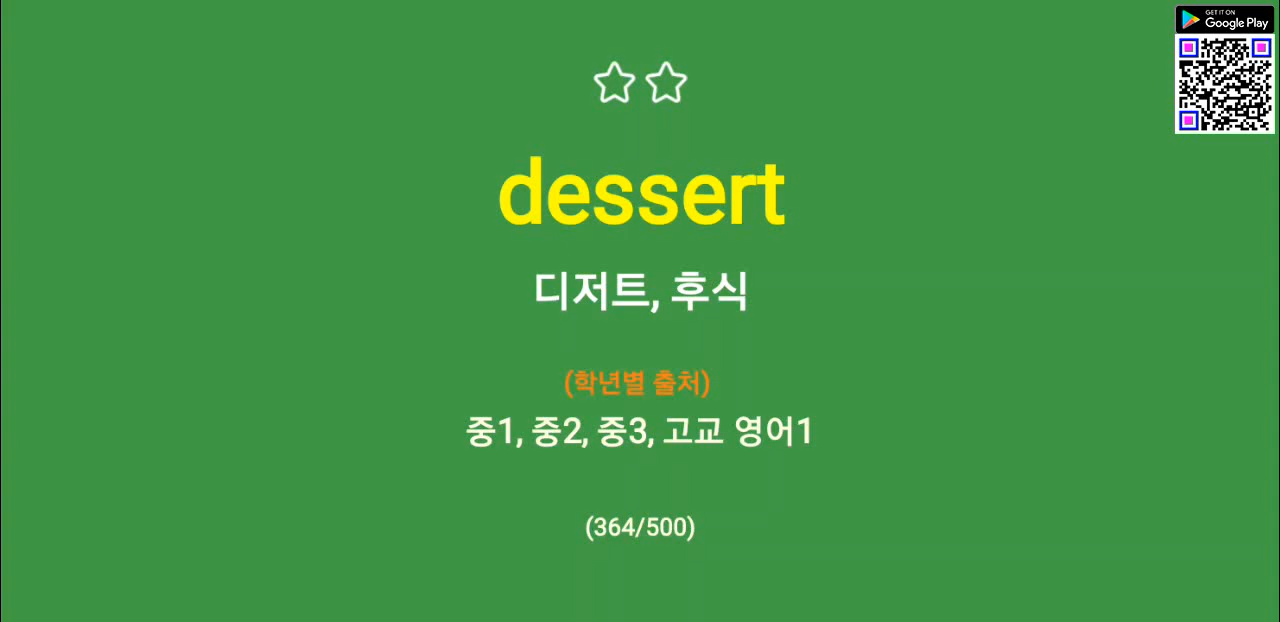 GET IT ON
Google Play
dessert
디저트, 후식
(학년별 출처)
중1, 중2, 중3, 고교 영어1
(364/500)